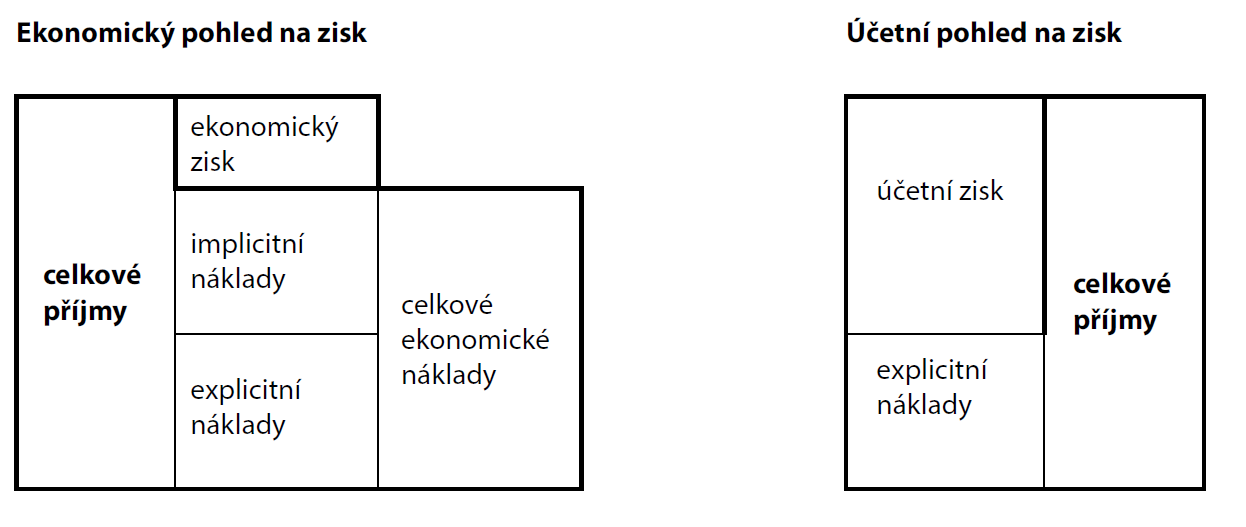 Ekonomický pohled na zisk
celkové
příjmy
ekonomický
zisk
implicitní
náklady
explicitní
náklady
celkové
ekonomické
náklady
Účetní pohled na zisk
účetní zisk
explicitní
náklady
celkové
příjmy